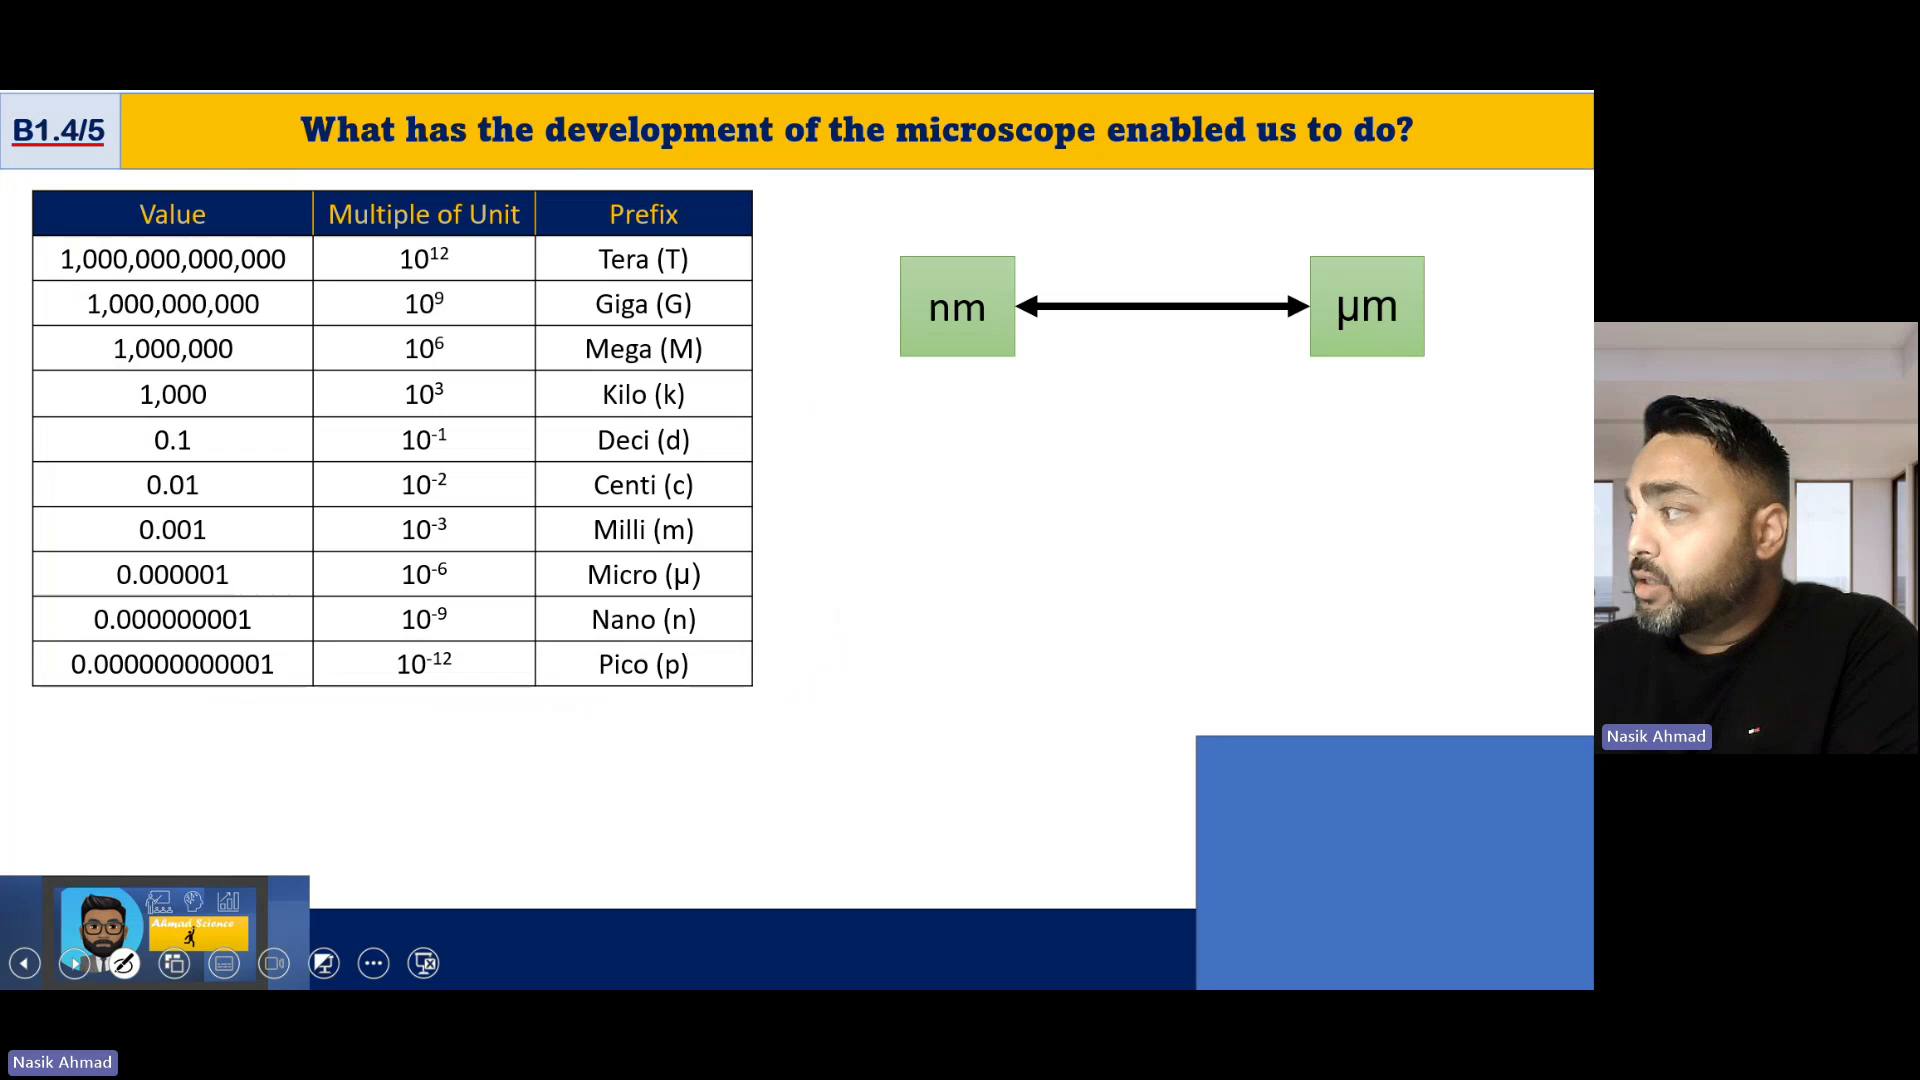 B1.4/5
What has the development of the microscope enabled us to do?
Value Multiple of Unit Prefix
1,000,000,000,000 10¹² Tera (T)
1,000,000,000 10⁹ Giga (G)
1,000,000 10⁶ Mega (M)
1,000 10³ Kilo (k)
0.1 10⁻¹ Deci (d)
0.01 10⁻² Centi (c)
0.001 10⁻³ Milli (m)
0.000001 10⁻⁶ Micro (µ)
0.000000001 10⁻⁹ Nano (n)
0.000000000001 10⁻¹² Pico (p)
nm
µm
Nasik Ahmad
Ahmad Science
Nasik Ahmad